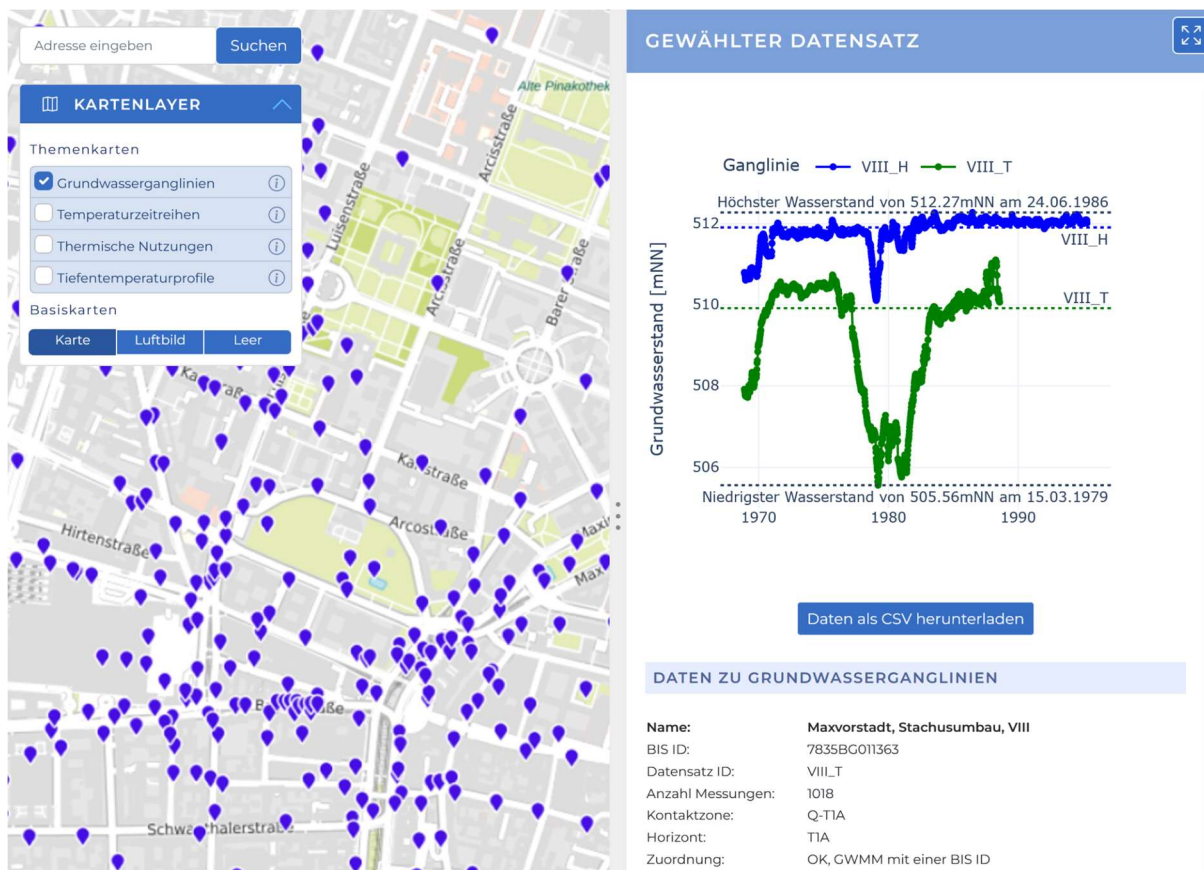 Adresse eingeben
Suchen
KARTENLAYER
Themenkarten
Grundwasserganglinien
Temperaturzeitreihen
Thermische Nutzungen
Tiefentemperaturprofile
Basiskarten
Karte
Luftbild
Leer
Alte Pinakothek
Arcisstraße
Luisenstraße
Arcisstraße
Arcostraße
Hirtenstraße
GEWÄHLTER DATENSATZ
Ganglinie VIII_H VIII_T
Höchster Wasserstand von 512.27mNN am 24.06.1986
512
VIII_H
510
VIII_T
508
506
Grundwasserstand [mNN]
Niedrigster Wasserstand von 505.56mNN am 15.03.1979
1970 1980 1990
Daten als CSV herunterladen
DATEN ZU GRUNDWASSERGANGLINIEN
Name: Maxvorstadt, Stachusumbau, VIII
BIS ID: 7835BG011363
Datensatz ID: VIII_T
Anzahl Messungen: 1018
Kontaktzone: Q-T1A
Horizont: T1A
Zuordnung: OK, GWMM mit einer BIS ID